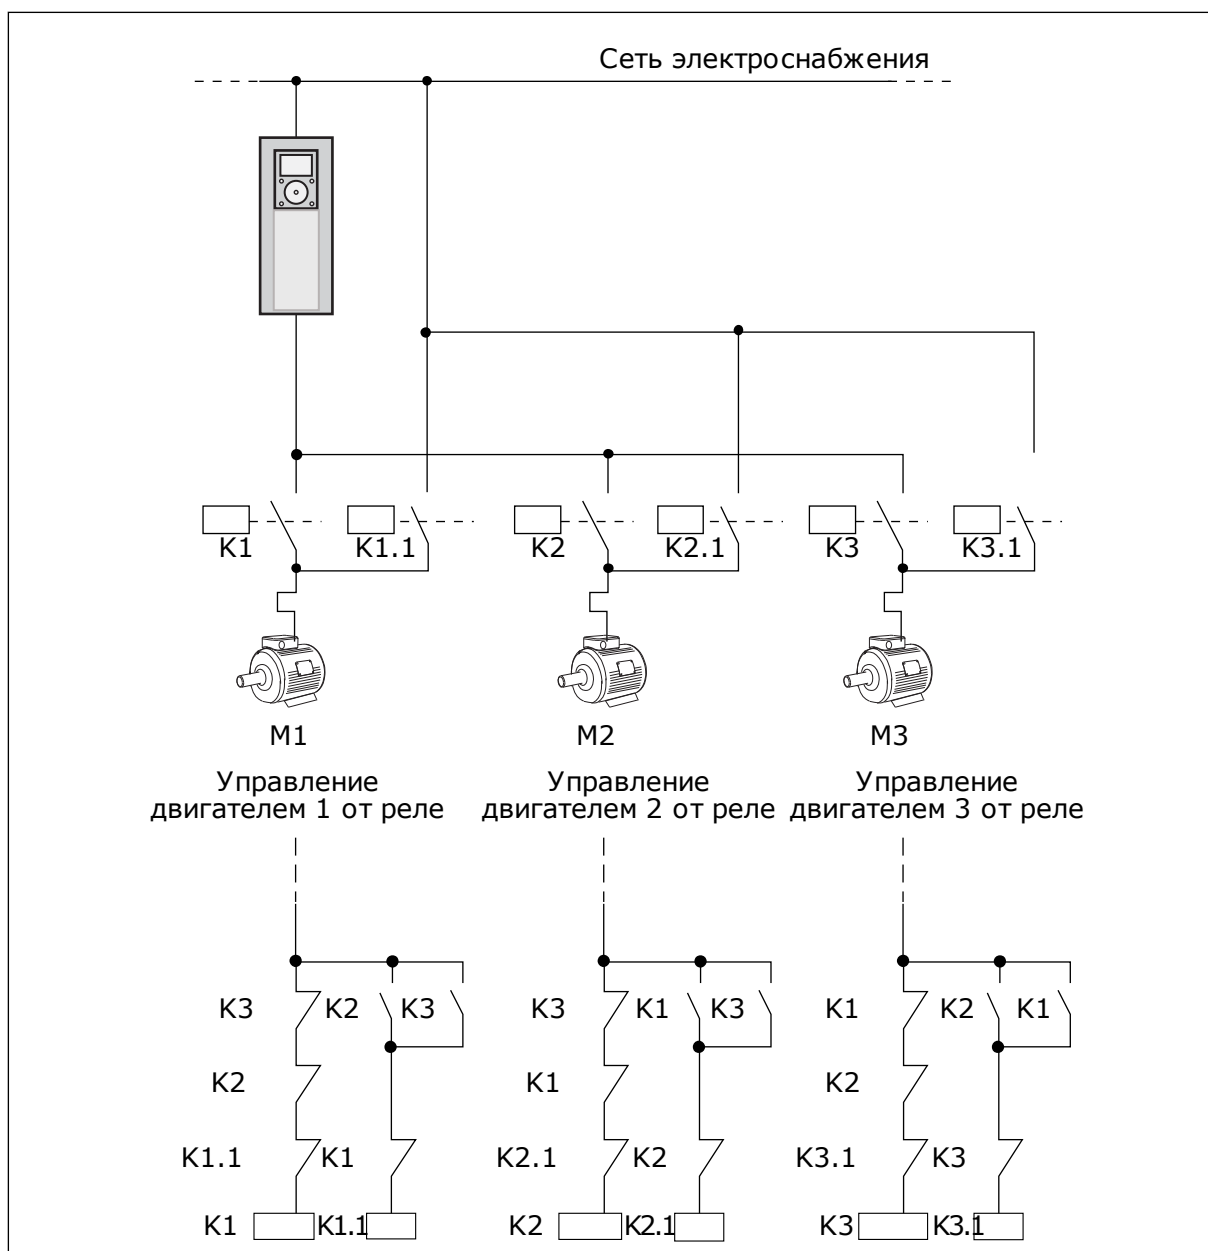 Сеть электроснабжения
K1 K1.1 K2 K2.1 K3 K3.1
M1 M2 M3
Управление Управление Управление
двигателем 1 от реле двигателем 2 от реле двигателем 3 от реле
K3 K2 K3 K3 K1 K3 K1 K2 K1
K2 K1 K2
K1.1 K1 K2.1 K2 K3.1 K3
K1 K1.1 K2 K2.1 K3 K3.1